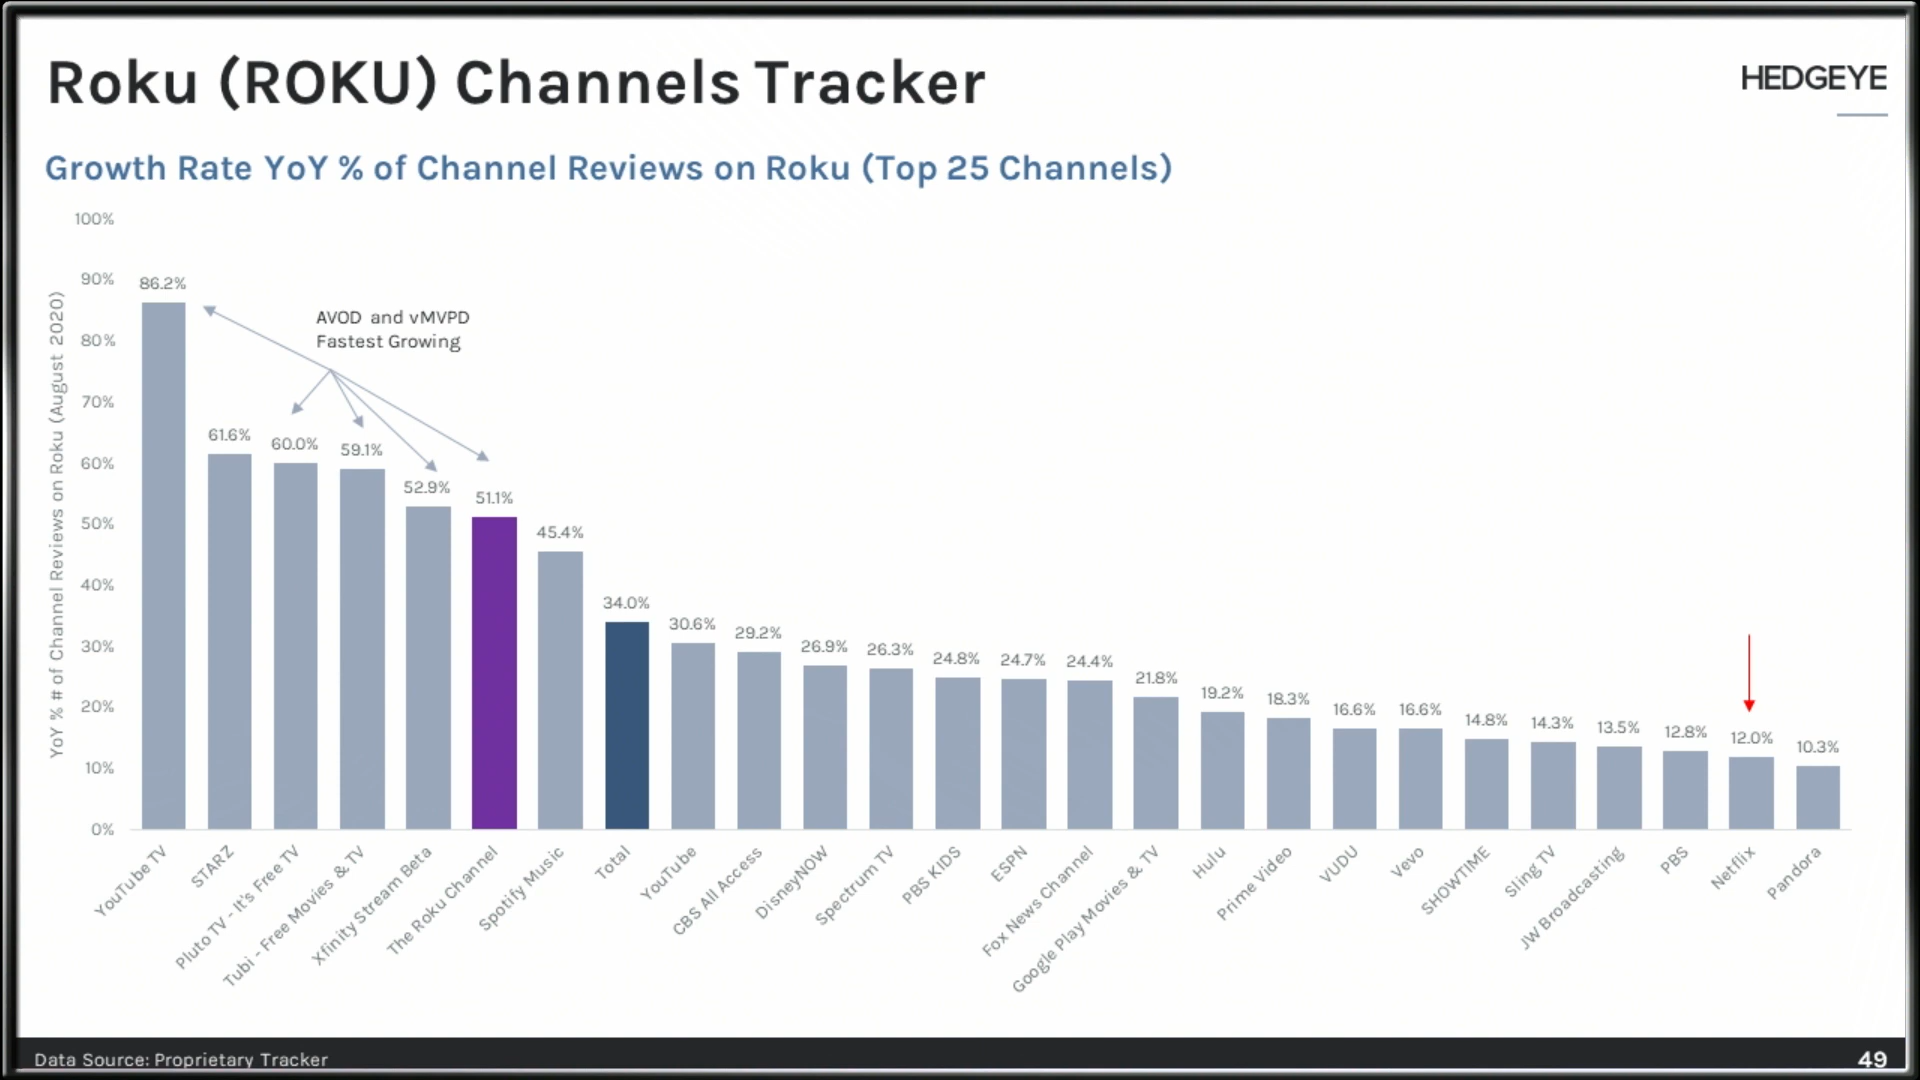 Roku (ROKU) Channels Tracker
HEDGEYE
Growth Rate YoY % of Channel Reviews on Roku (Top 25 Channels)
YoY % # of Channel Reviews on Roku (August 2020)
100%
90%
80%
70%
60%
50%
40%
30%
20%
10%
0%
AVOD and vMVPD
Fastest Growing
86.2%
61.6%
60.0%
59.1%
52.9%
51.1%
45.4%
34.0%
30.6%
29.2%
26.9%
26.3%
24.8%
24.7%
24.4%
21.8%
19.2%
18.3%
16.6%
16.6%
14.8%
14.3%
13.5%
12.8%
12.0%
10.3%
YouTube TV
STARZ
Pluto TV - It's Free TV
Tubi - Free Movies & TV
Xfinity Stream Beta
The Roku Channel
Spotify Music
Total
YouTube
CBS All Access
DisneyNOW
Spectrum TV
PBS KIDS
ESPN
Fox News Channel
Google Play Movies & TV
Hulu
Prime Video
VUDU
Vevo
SHOWTIME
Sling TV
JW Broadcasting
PBS
Netflix
Pandora
Data Source: Proprietary Tracker
49